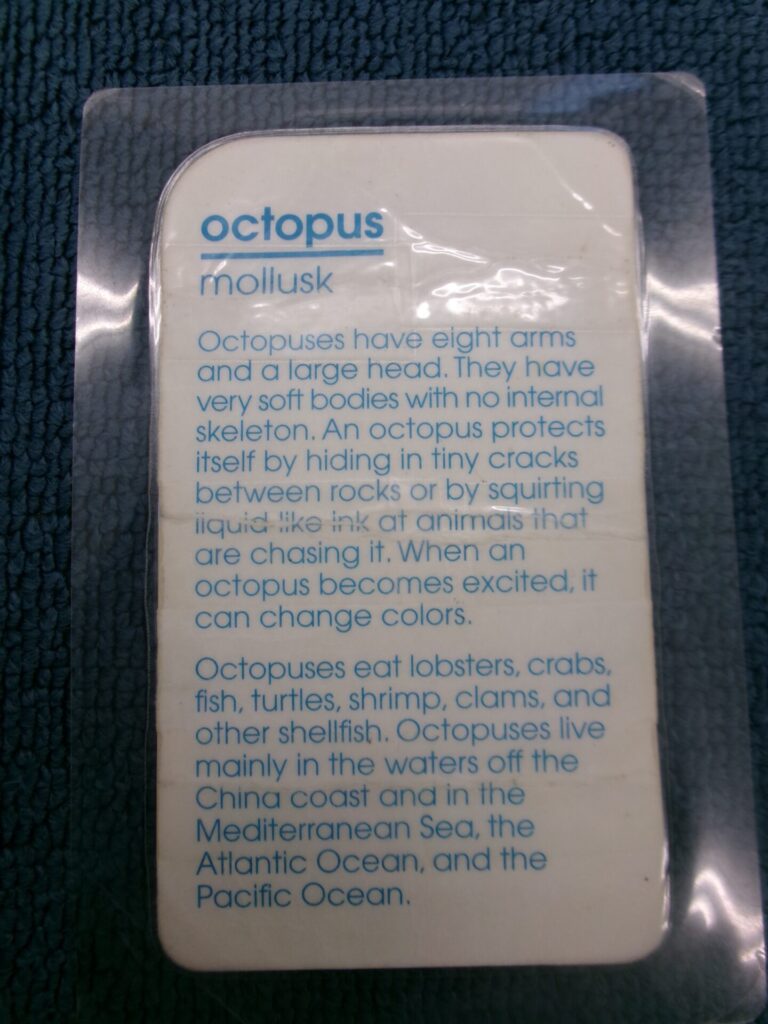 octopus
mollusk
Octopuses have eight arms
and a large head. They have
very soft bodies with no internal
skeleton. An octopus protects
itself by hiding in tiny cracks
between rocks or by squirting
liquid like ink at animals that
are chasing it. When an
octopus becomes excited, it
can change colors.
Octopuses eat lobsters, crabs,
fish, turtles, shrimp, clams, and
other shellfish. Octopuses live
mainly in the waters off the
China coast and in the
Mediterranean Sea, the
Atlantic Ocean, and the
Pacific Ocean.